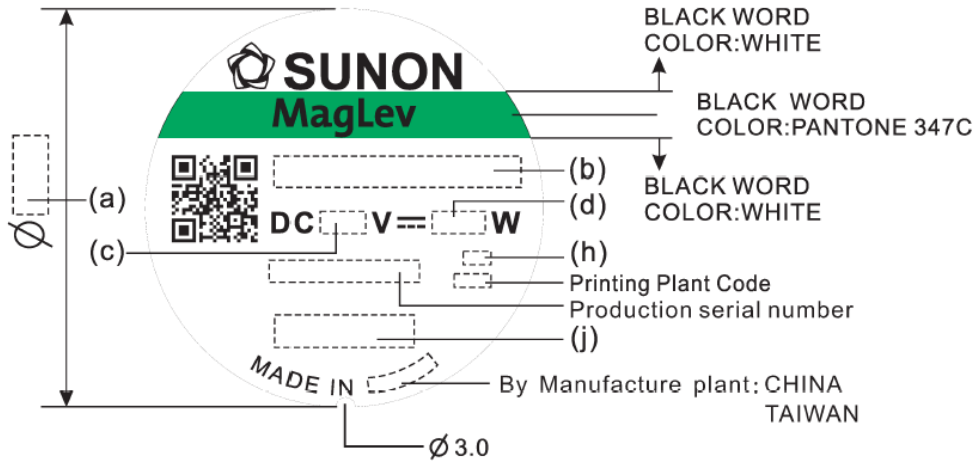 BLACK WORD
COLOR:WHITE
SUNON
MagLev
BLACK WORD
COLOR:PANTONE 347C
(a)
(b)
BLACK WORD
COLOR:WHITE
(d)
DC V W
Ø
(c)
(h)
Printing Plant Code
Production serial number
(j)
MADE IN
By Manufacture plant: CHINA
TAIWAN
Ø 3.0